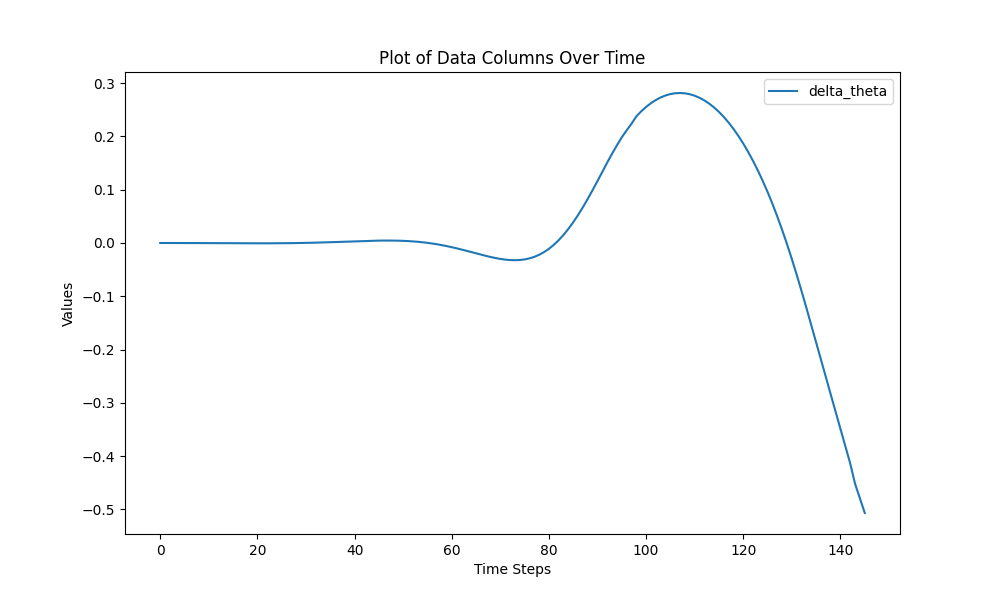 Plot of Data Columns Over Time
delta_theta
0.3
0.2
0.1
0.0
−0.1
−0.2
−0.3
−0.4
−0.5
Values
0 20 40 60 80 100 120 140
Time Steps